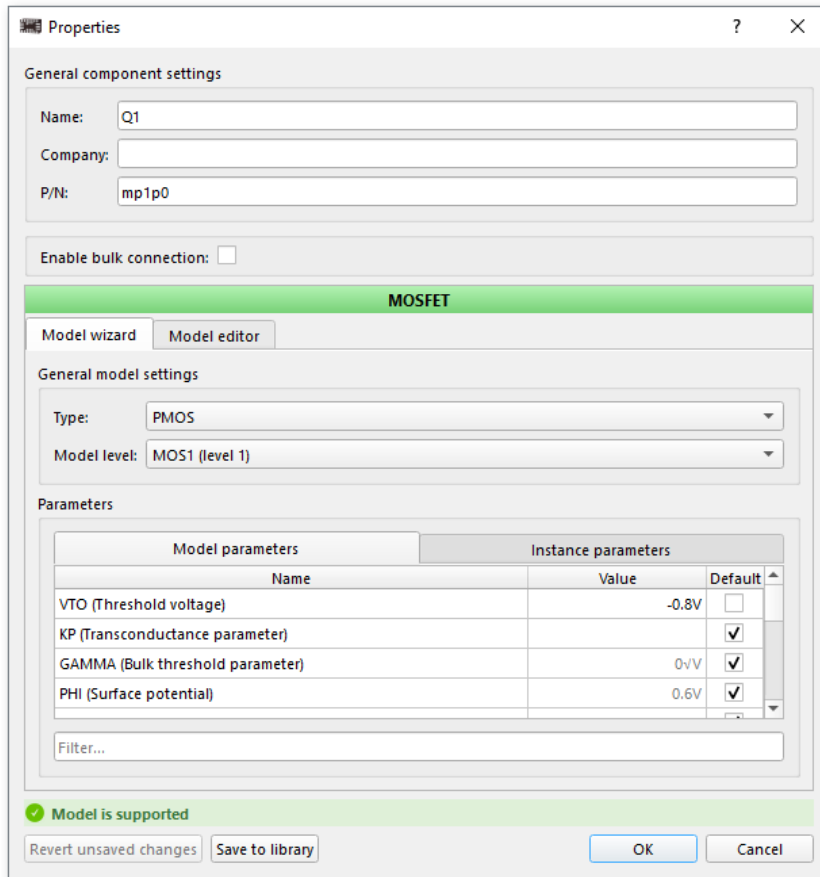 Properties
?
General component settings
Name: Q1
Company:
P/N: mp1p0
Enable bulk connection:
MOSFET
Model wizard Model editor
General model settings
Type: PMOS
Model level: MOS1 (level 1)
Parameters
Model parameters Instance parameters
Name Value Default
VTO (Threshold voltage) -0.8V
KP (Transconductance parameter)
GAMMA (Bulk threshold parameter) 0√V
PHI (Surface potential) 0.6V
Filter...
Model is supported
Revert unsaved changes Save to library OK Cancel